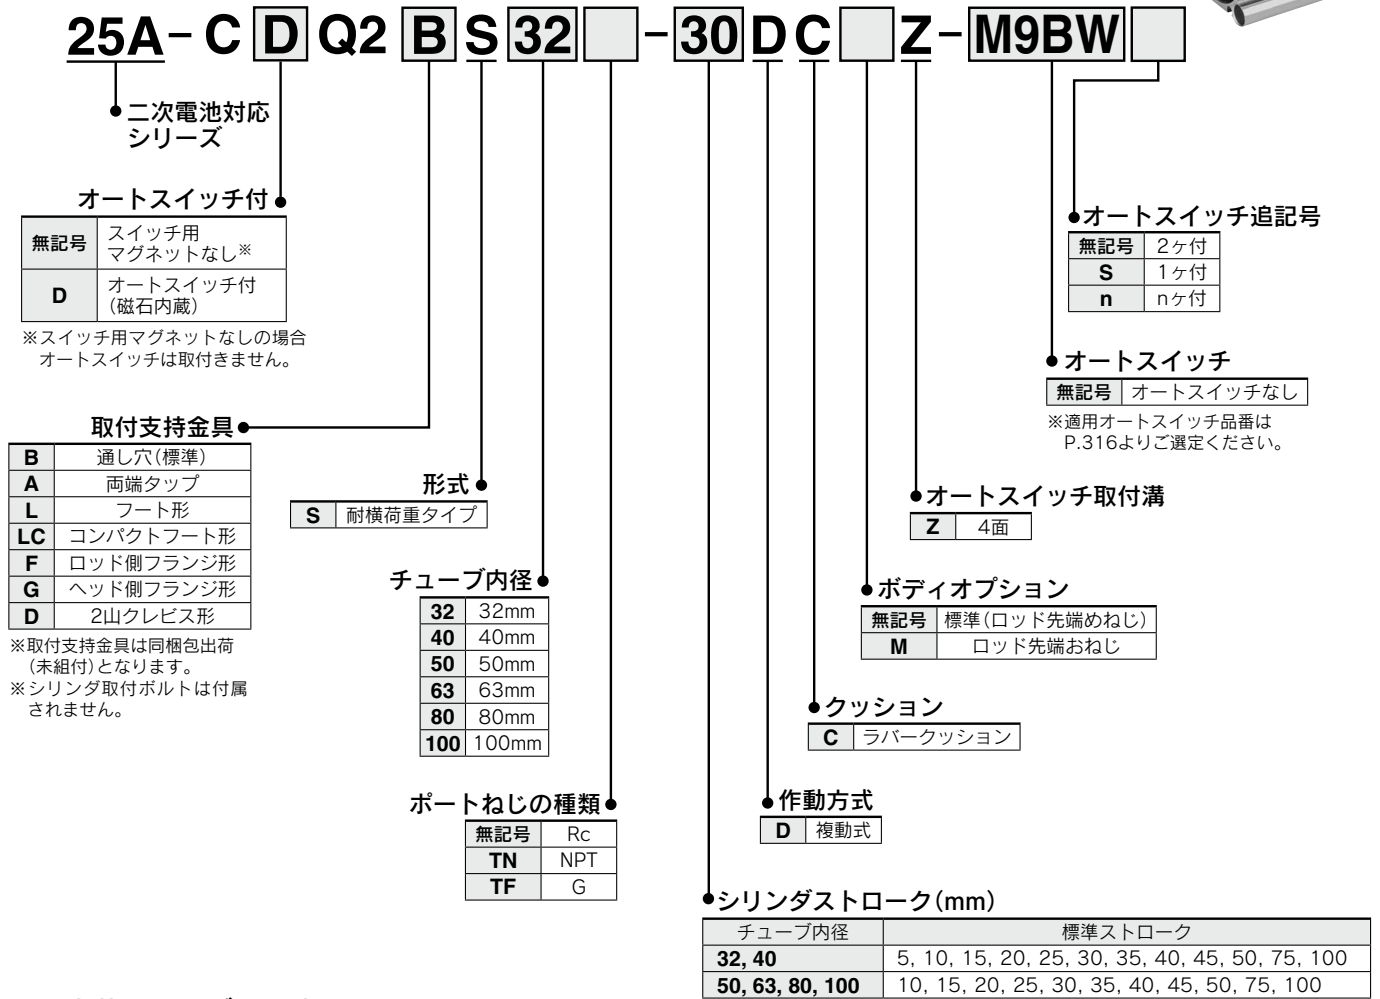 25A-CDQ2BS32 -30DC Z-M9BW
二次電池対応
シリーズ
オートスイッチ付
無記号 スイッチ用
マグネットなし※
D オートスイッチ付
(磁石内蔵)
※スイッチ用マグネットなしの場合
オートスイッチは取付きません。
取付支持金具
B 通し穴(標準)
A 両端タップ
L フート形
LC コンパクトフート形
F ロッド側フランジ形
G ヘッド側フランジ形
D 2山クレビス形
※取付支持金具は同梱包出荷
(未組付)となります。
※シリンダ取付ボルトは付属
されません。
形式
S 耐横荷重タイプ
チューブ内径
32 32mm
40 40mm
50 50mm
63 63mm
80 80mm
100 100mm
ポートねじの種類
無記号 Rc
TN NPT
TF G
シリンダストローク(mm)
チューブ内径 標準ストローク
32, 40 5, 10, 15, 20, 25, 30, 35, 40, 45, 50, 75, 100
50, 63, 80, 100 10, 15, 20, 25, 30, 35, 40, 45, 50, 75, 100
作動方式
D 複動式
クッション
C ラバークッション
ボディオプション
無記号 標準(ロッド先端めねじ)
M ロッド先端おねじ
オートスイッチ取付溝
Z 4面
オートスイッチ
無記号 オートスイッチなし
※適用オートスイッチ品番は
P.316よりご選定ください。
オートスイッチ追記号
無記号 2ヶ付
S 1ヶ付
n nヶ付